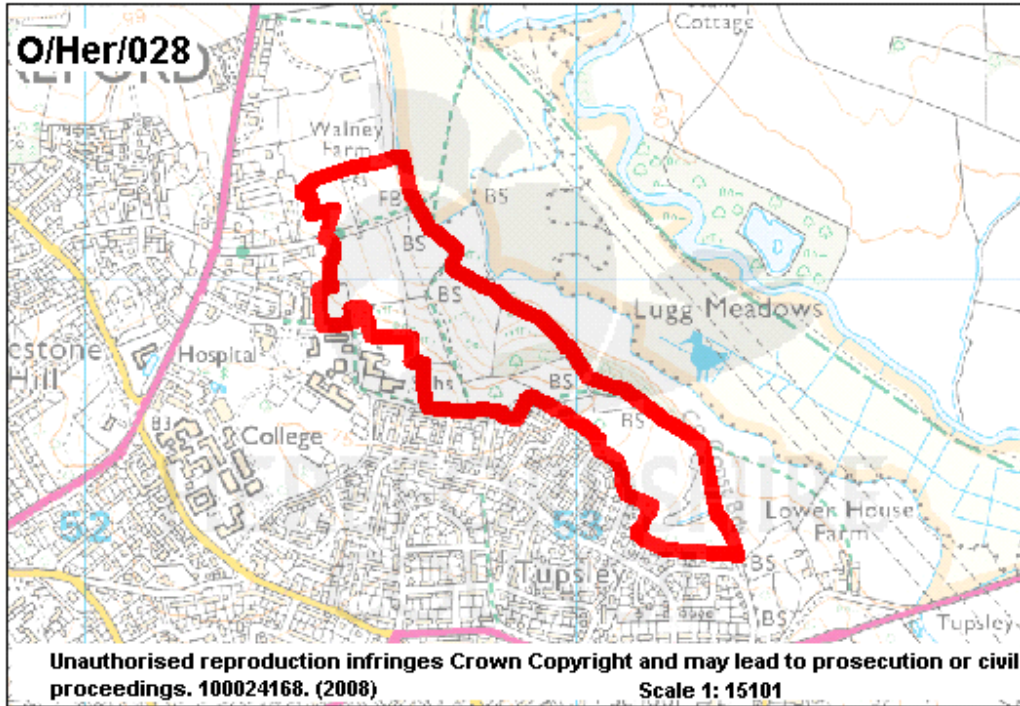 O/Her/028
Cottage
Walney
Farm
FB
BS
BS
BS
Lugg Meadows
Hospital
Schs
BS
BS
College
52
53
Lower House
Farm
Tupsley
BS
BS
Tupsley
Unauthorised reproduction infringes Crown Copyright and may lead to prosecution or civil
proceedings. 100024168. (2008)
Scale 1: 15101